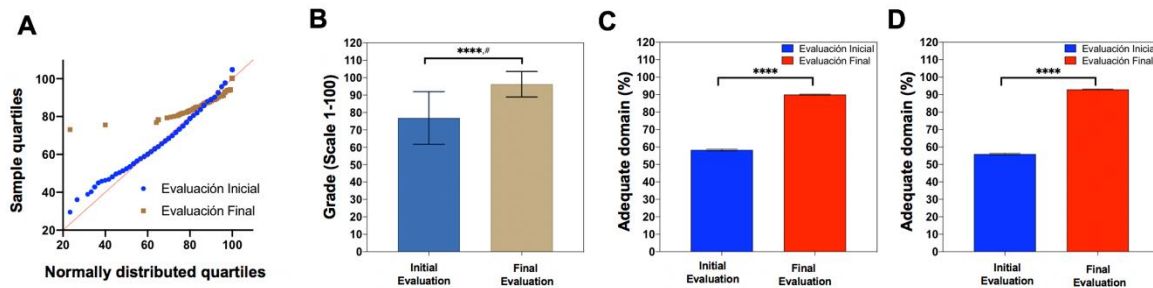 A
Sample quartiles
100
80
60
40
20
20 40 60 80 100
Evaluación Inicial
Evaluación Final
Normally distributed quartiles
B
Grade (Scale 1-100)
120
110
100
90
80
70
60
50
40
30
20
10
0
****,#
Initial
Evaluation
Final
Evaluation
C
Adequate domain (%)
120
110
100
90
80
70
60
50
40
30
20
10
0
Evaluación Inicial
Evaluación Final
****
Initial
Evaluation
Final
Evaluation
D
Adequate domain (%)
120
110
100
90
80
70
60
50
40
30
20
10
0
Evaluación Inicial
Evaluación Final
****
Initial
Evaluation
Final
Evaluation